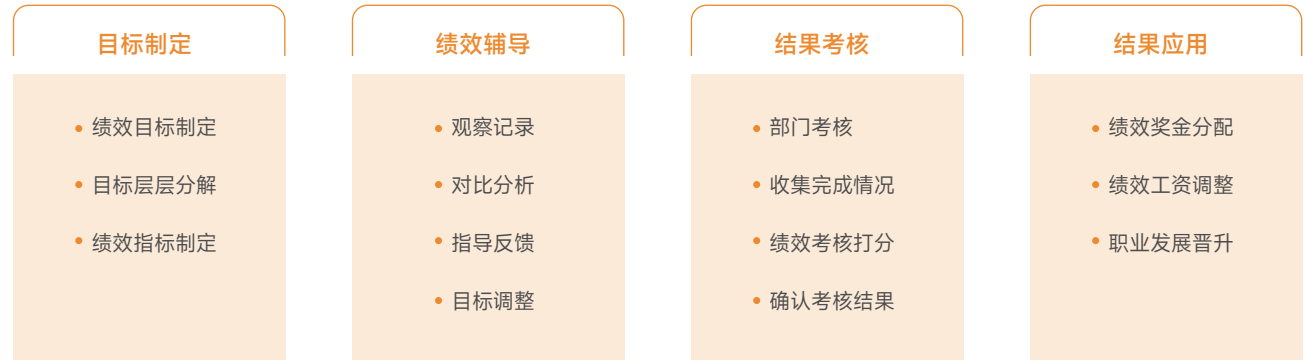 目标制定
绩效目标制定
目标层层分解
绩效指标制定
绩效辅导
观察记录
对比分析
指导反馈
目标调整
结果考核
部门考核
收集完成情况
绩效考核打分
确认考核结果
结果应用
绩效奖金分配
绩效工资调整
职业发展晋升